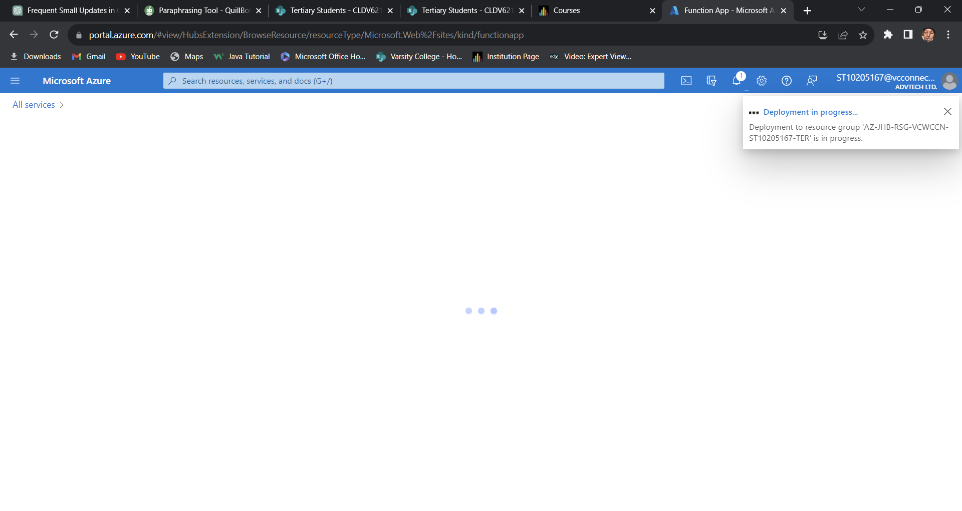 Frequent Small Updates in
Paraphrasing Tool - QuillBo
Tertiary Students - CLDV621
Tertiary Students - CLDV621
Courses
Function App - Microsoft A
portal.azure.com/#view/HubsExtension/BrowseResource/resourceType/Microsoft.Web%2Fsites/kind/functionapp
Downloads
Gmail
YouTube
Maps
Java Tutorial
Microsoft Office Ho...
Varsity College - Ho...
Institution Page
Video: Expert View...
Microsoft Azure
Search resources, services, and docs (G+/)
1
ST10205167@vcconnec...
ADVTECH LTD.
All services >
Deployment in progress...
Deployment to resource group 'AZ-JHB-RSG-VCWCCN-
ST10205167-TER' is in progress.